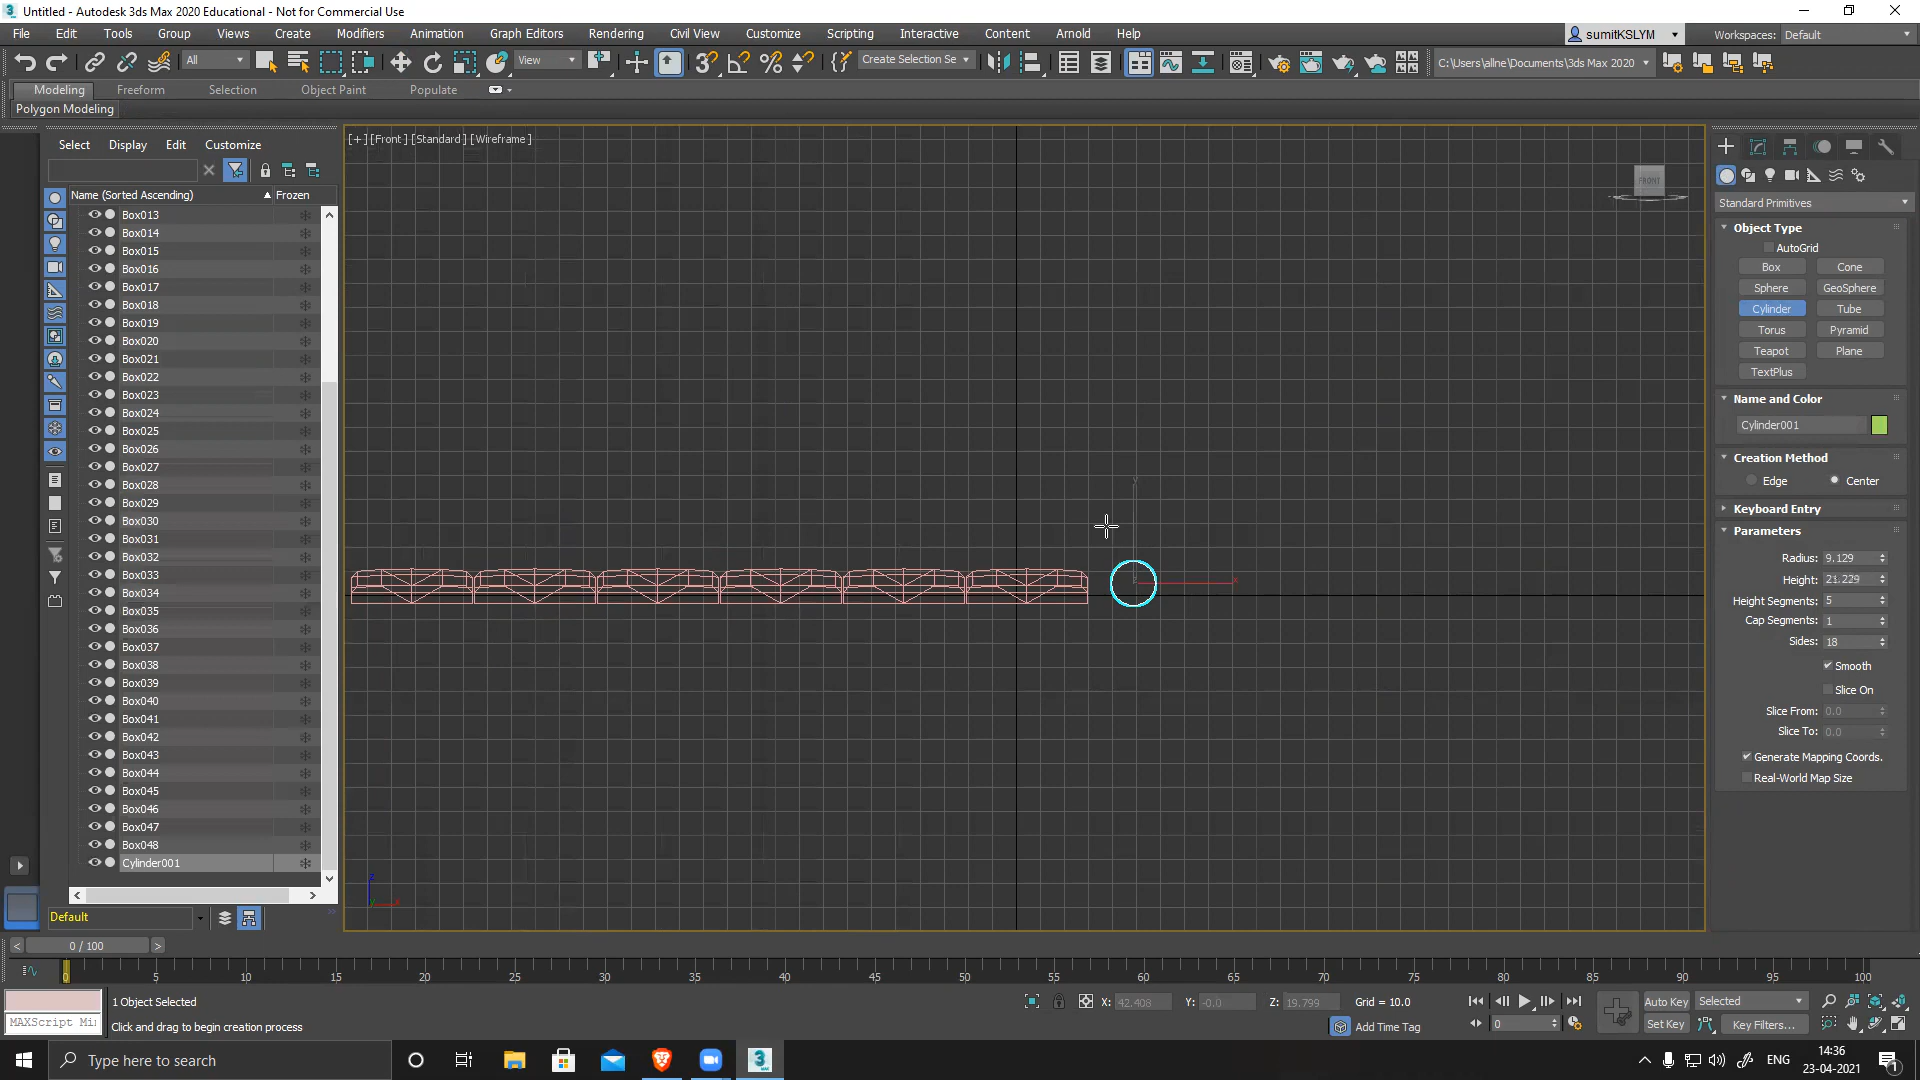 Untitled - Autodesk 3ds Max 2020 Educational - Not for Commercial Use
File Edit Tools Group Views Create Modifiers Animation Graph Editors Rendering Civil View Customize Scripting Interactive Content Arnold Help
sumitKSLYM
Workspaces: Default
All
View
Create Selection Se
C:\Users\allne\Documents\3ds Max 2020
Modeling Freeform Selection Object Paint Populate
Polygon Modeling
Select Display Edit Customize
Name (Sorted Ascending) Frozen
Box013
Box014
Box015
Box016
Box017
Box018
Box019
Box020
Box021
Box022
Box023
Box024
Box025
Box026
Box027
Box028
Box029
Box030
Box031
Box032
Box033
Box034
Box035
Box036
Box037
Box038
Box039
Box040
Box041
Box042
Box043
Box044
Box045
Box046
Box047
Box048
Cylinder001
Default
[+] [Front] [Standard] [Wireframe]
FRONT
y
x
z
Standard Primitives
Object Type
AutoGrid
Box Cone
Sphere GeoSphere
Cylinder Tube
Torus Pyramid
Teapot Plane
TextPlus
Name and Color
Cylinder001
Creation Method
Edge Center
Keyboard Entry
Parameters
Radius: 9.129
Height: 21.229
Height Segments: 5
Cap Segments: 1
Sides: 18
Smooth
Slice On
Slice From: 0.0
Slice To: 0.0
Generate Mapping Coords.
Real-World Map Size
< 0 / 100 >
0 5 10 15 20 25 30 35 40 45 50 55 60 65 70 75 80 85 90 95 100
1 Object Selected
X: 42.408 Y: -0.0 Z: 19.799 Grid = 10.0
Auto Key Selected
MAXScript Mi
Click and drag to begin creation process
Add Time Tag
0
Set Key Key Filters...
Type here to search
ENG
14:36
23-04-2021
1